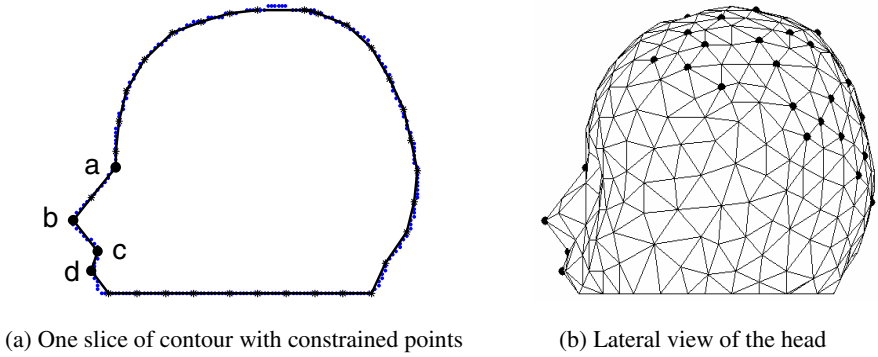 a
b
c
d
(a) One slice of contour with constrained points
(b) Lateral view of the head